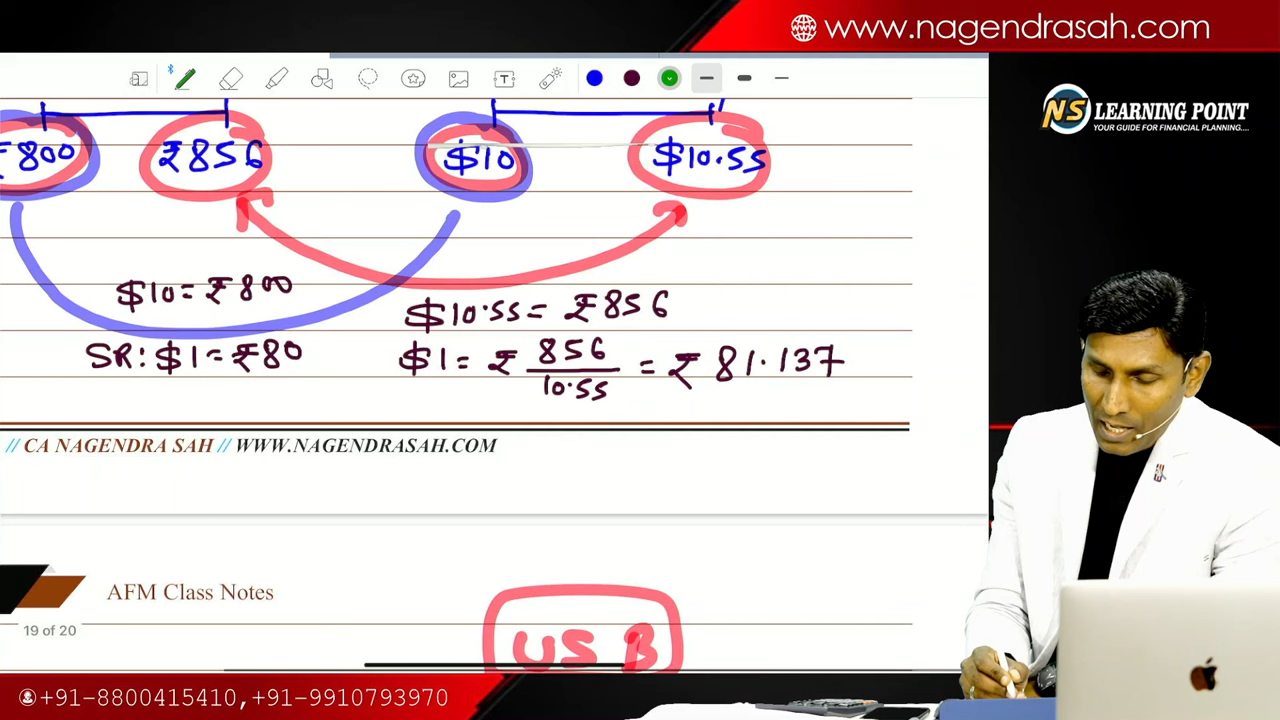 www.nagendrasah.com
NS LEARNING POINT
YOUR GUIDE FOR FINANCIAL PLANNING....
₹800 ₹856 $10 $10.55
$10 = ₹800
$10.55 = ₹856
SR: $1 = ₹80
$1 = ₹ 856/10.55 = ₹ 81.137
// CA NAGENDRA SAH // WWW.NAGENDRASAH.COM
AFM Class Notes
19 of 20
US B
+91-8800415410,+91-9910793970